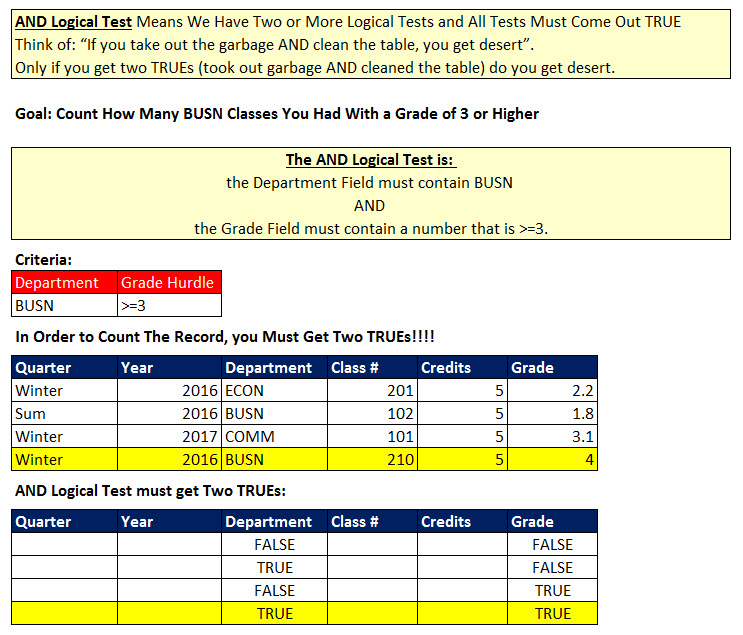 AND Logical Test Means We Have Two or More Logical Tests and All Tests Must Come Out TRUE
Think of: “If you take out the garbage AND clean the table, you get desert”.
Only if you get two TRUEs (took out garbage AND cleaned the table) do you get desert.
Goal: Count How Many BUSN Classes You Had With a Grade of 3 or Higher
The AND Logical Test is:
the Department Field must contain BUSN
AND
the Grade Field must contain a number that is >=3.
Criteria:
Department Grade Hurdle
BUSN >=3
In Order to Count The Record, you Must Get Two TRUEs!!!!
Quarter Year Department Class # Credits Grade
Winter 2016 ECON 201 5 2.2
Sum 2016 BUSN 102 5 1.8
Winter 2017 COMM 101 5 3.1
Winter 2016 BUSN 210 5 4
AND Logical Test must get Two TRUEs:
Quarter Year Department Class # Credits Grade
FALSE FALSE
TRUE FALSE
FALSE TRUE
TRUE TRUE